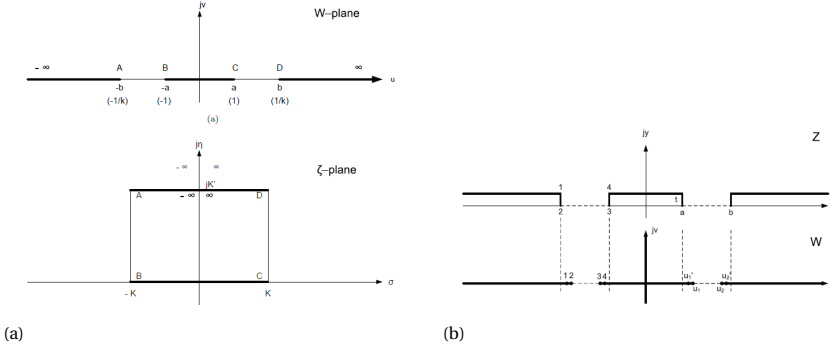 jv
W–plane
- ∞ A B C D ∞
u
-b -a a b
(-1/k) (-1) (1) (1/k)
(a)
jη
- ∞ ∞
ζ–plane
jK'
A - ∞ ∞ D
B C
σ
- K K
(a)
jy
Z
1 4
t
2 3 a b
jv
W
1 2 3 4 u₁' u₂'
u₁ u₂
(b)